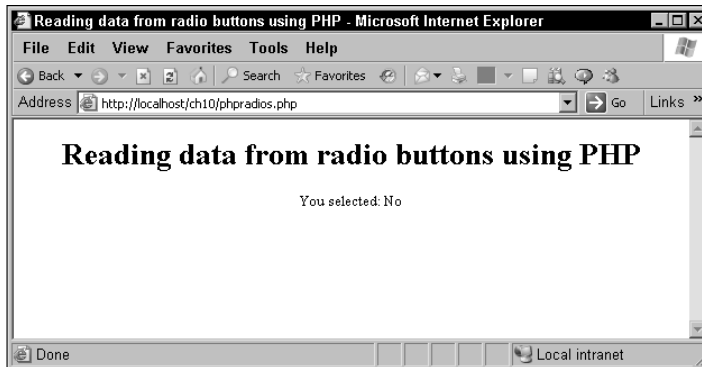 Reading data from radio buttons using PHP - Microsoft Internet Explorer
File Edit View Favorites Tools Help
Back Search Favorites
Address http://localhost/ch10/phpradios.php Go Links »
Reading data from radio buttons using PHP
You selected: No
Done Local intranet